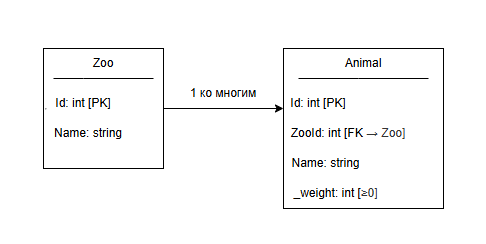 Zoo
Id: int [PK]
Name: string
1 ко многим
Animal
Id: int [PK]
ZooId: int [FK → Zoo]
Name: string
_weight: int [≥0]